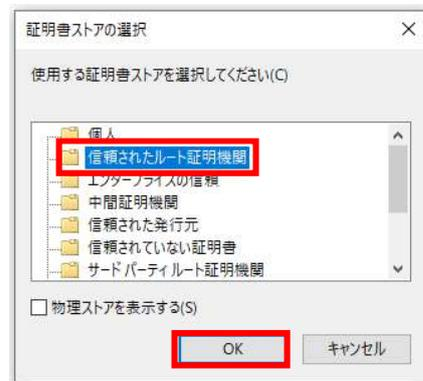 証明書ストアの選択
使用する証明書ストアを選択してください(C)
個人
信頼されたルート証明機関
エンタープライズの信頼
中間証明機関
信頼された発行元
信頼されていない証明書
サードパーティルート証明機関
物理ストアを表示する(S)
OK
キャンセル